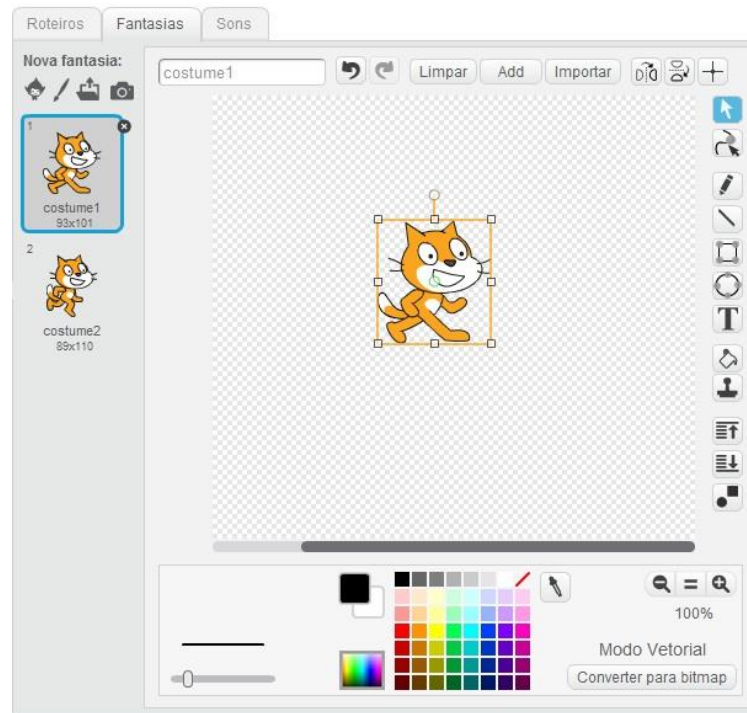 Roteiros Fantasias Sons
Nova fantasia:
costume1 Limpar Add Importar
1
costume1
93x101
2
costume2
89x110
T
100%
Modo Vetorial
Converter para bitmap